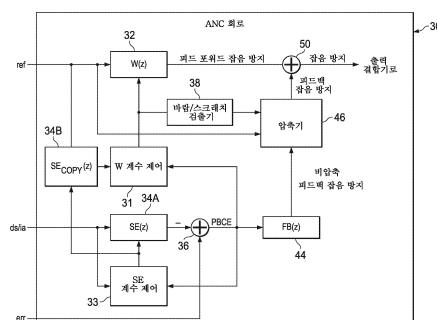 ANC 회로
30
32
50
ref
W(z)
피드 포워드 잡음 방지
잡음 방지
출력
결합기로
38
피드백
잡음 방지
바람/스크래치
검출기
압축기
46
34B
SECOPY(z)
W 계수 제어
31
34A
비압축
피드백 잡음 방지
ds/ia
SE(z)
PBCE
36
FB(z)
44
SE
계수 제어
33
err